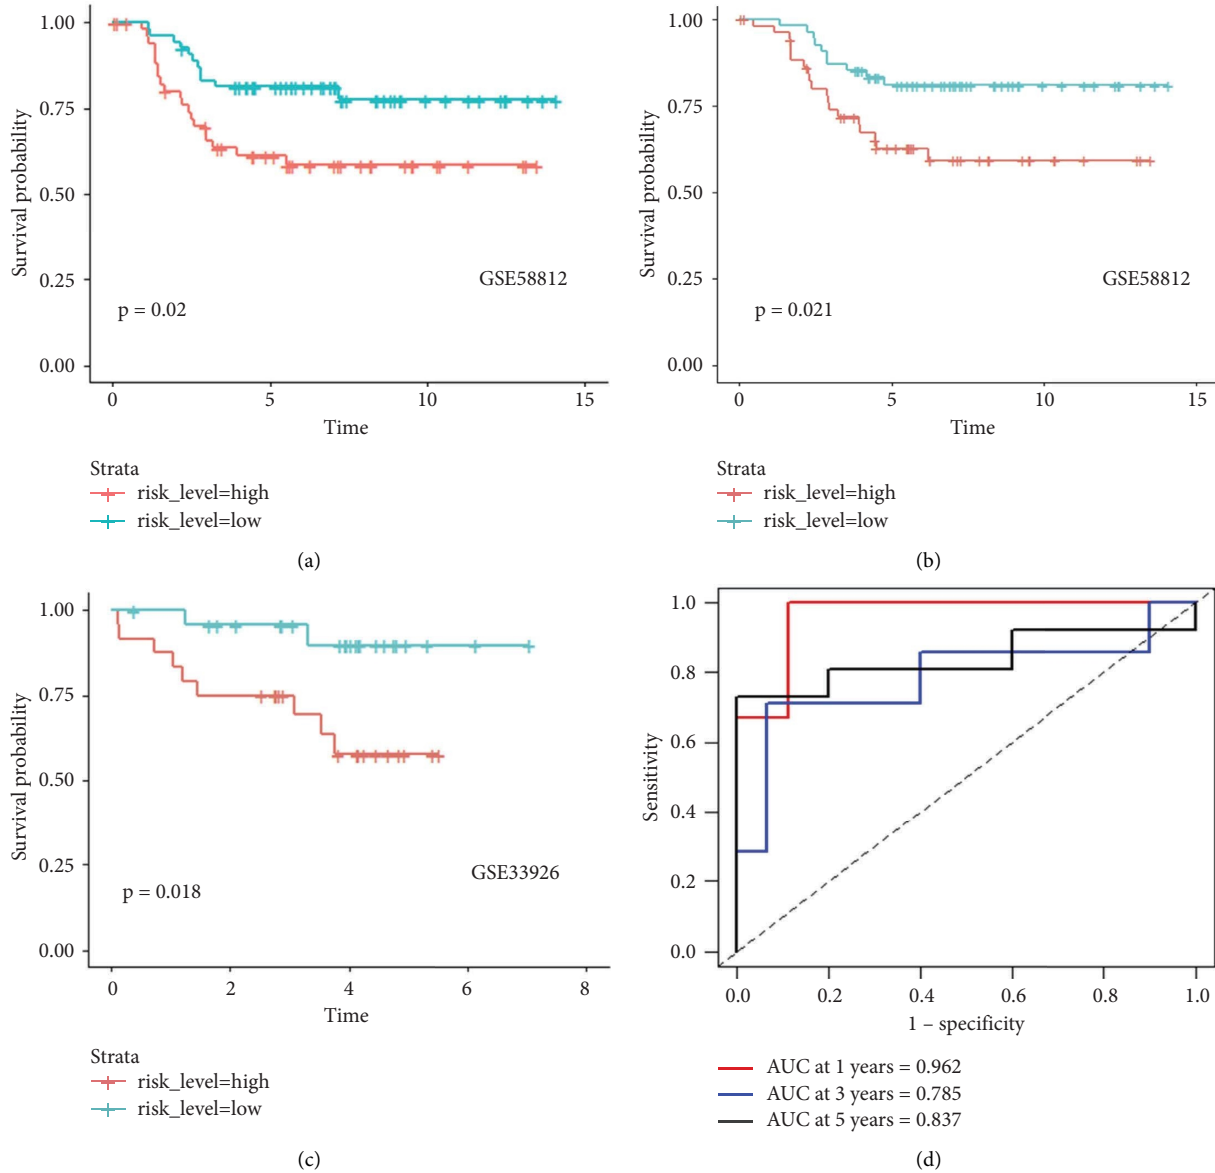 1.00
0.75
0.50
0.25
0.00
Survival probability
GSE58812
p = 0.02
0 5 10 15
Time
Strata
risk_level=high
risk_level=low
(a)
1.00
0.75
0.50
0.25
0.00
Survival probability
GSE58812
p = 0.021
0 5 10 15
Time
Strata
risk_level=high
risk_level=low
(b)
1.00
0.75
0.50
0.25
0.00
Survival probability
GSE33926
p = 0.018
0 2 4 6 8
Time
Strata
risk_level=high
risk_level=low
(c)
1.0
0.8
0.6
0.4
0.2
0.0
Sensitivity
0.0 0.2 0.4 0.6 0.8 1.0
1 – specificity
AUC at 1 years = 0.962
AUC at 3 years = 0.785
AUC at 5 years = 0.837
(d)